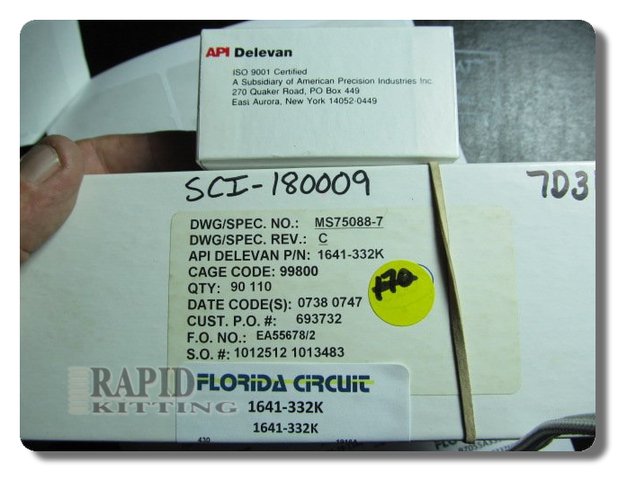 API Delevan
ISO 9001 Certified
A Subsidiary of American Precision Industries Inc.
270 Quaker Road, PO Box 449
East Aurora, New York 14052-0449
SCI-180009
7D3
DWG/SPEC. NO.: MS75088-7
DWG/SPEC. REV.: C
API DELEVAN P/N: 1641-332K
CAGE CODE: 99800
QTY: 90 110
170
DATE CODE(S): 0738 0747
CUST. P.O. #: 693732
F.O. NO.: EA55678/2
S.O. #: 1012512 1013483
RAPID
KITTING
FLORIDA CIRCUIT
1641-332K
1641-332K